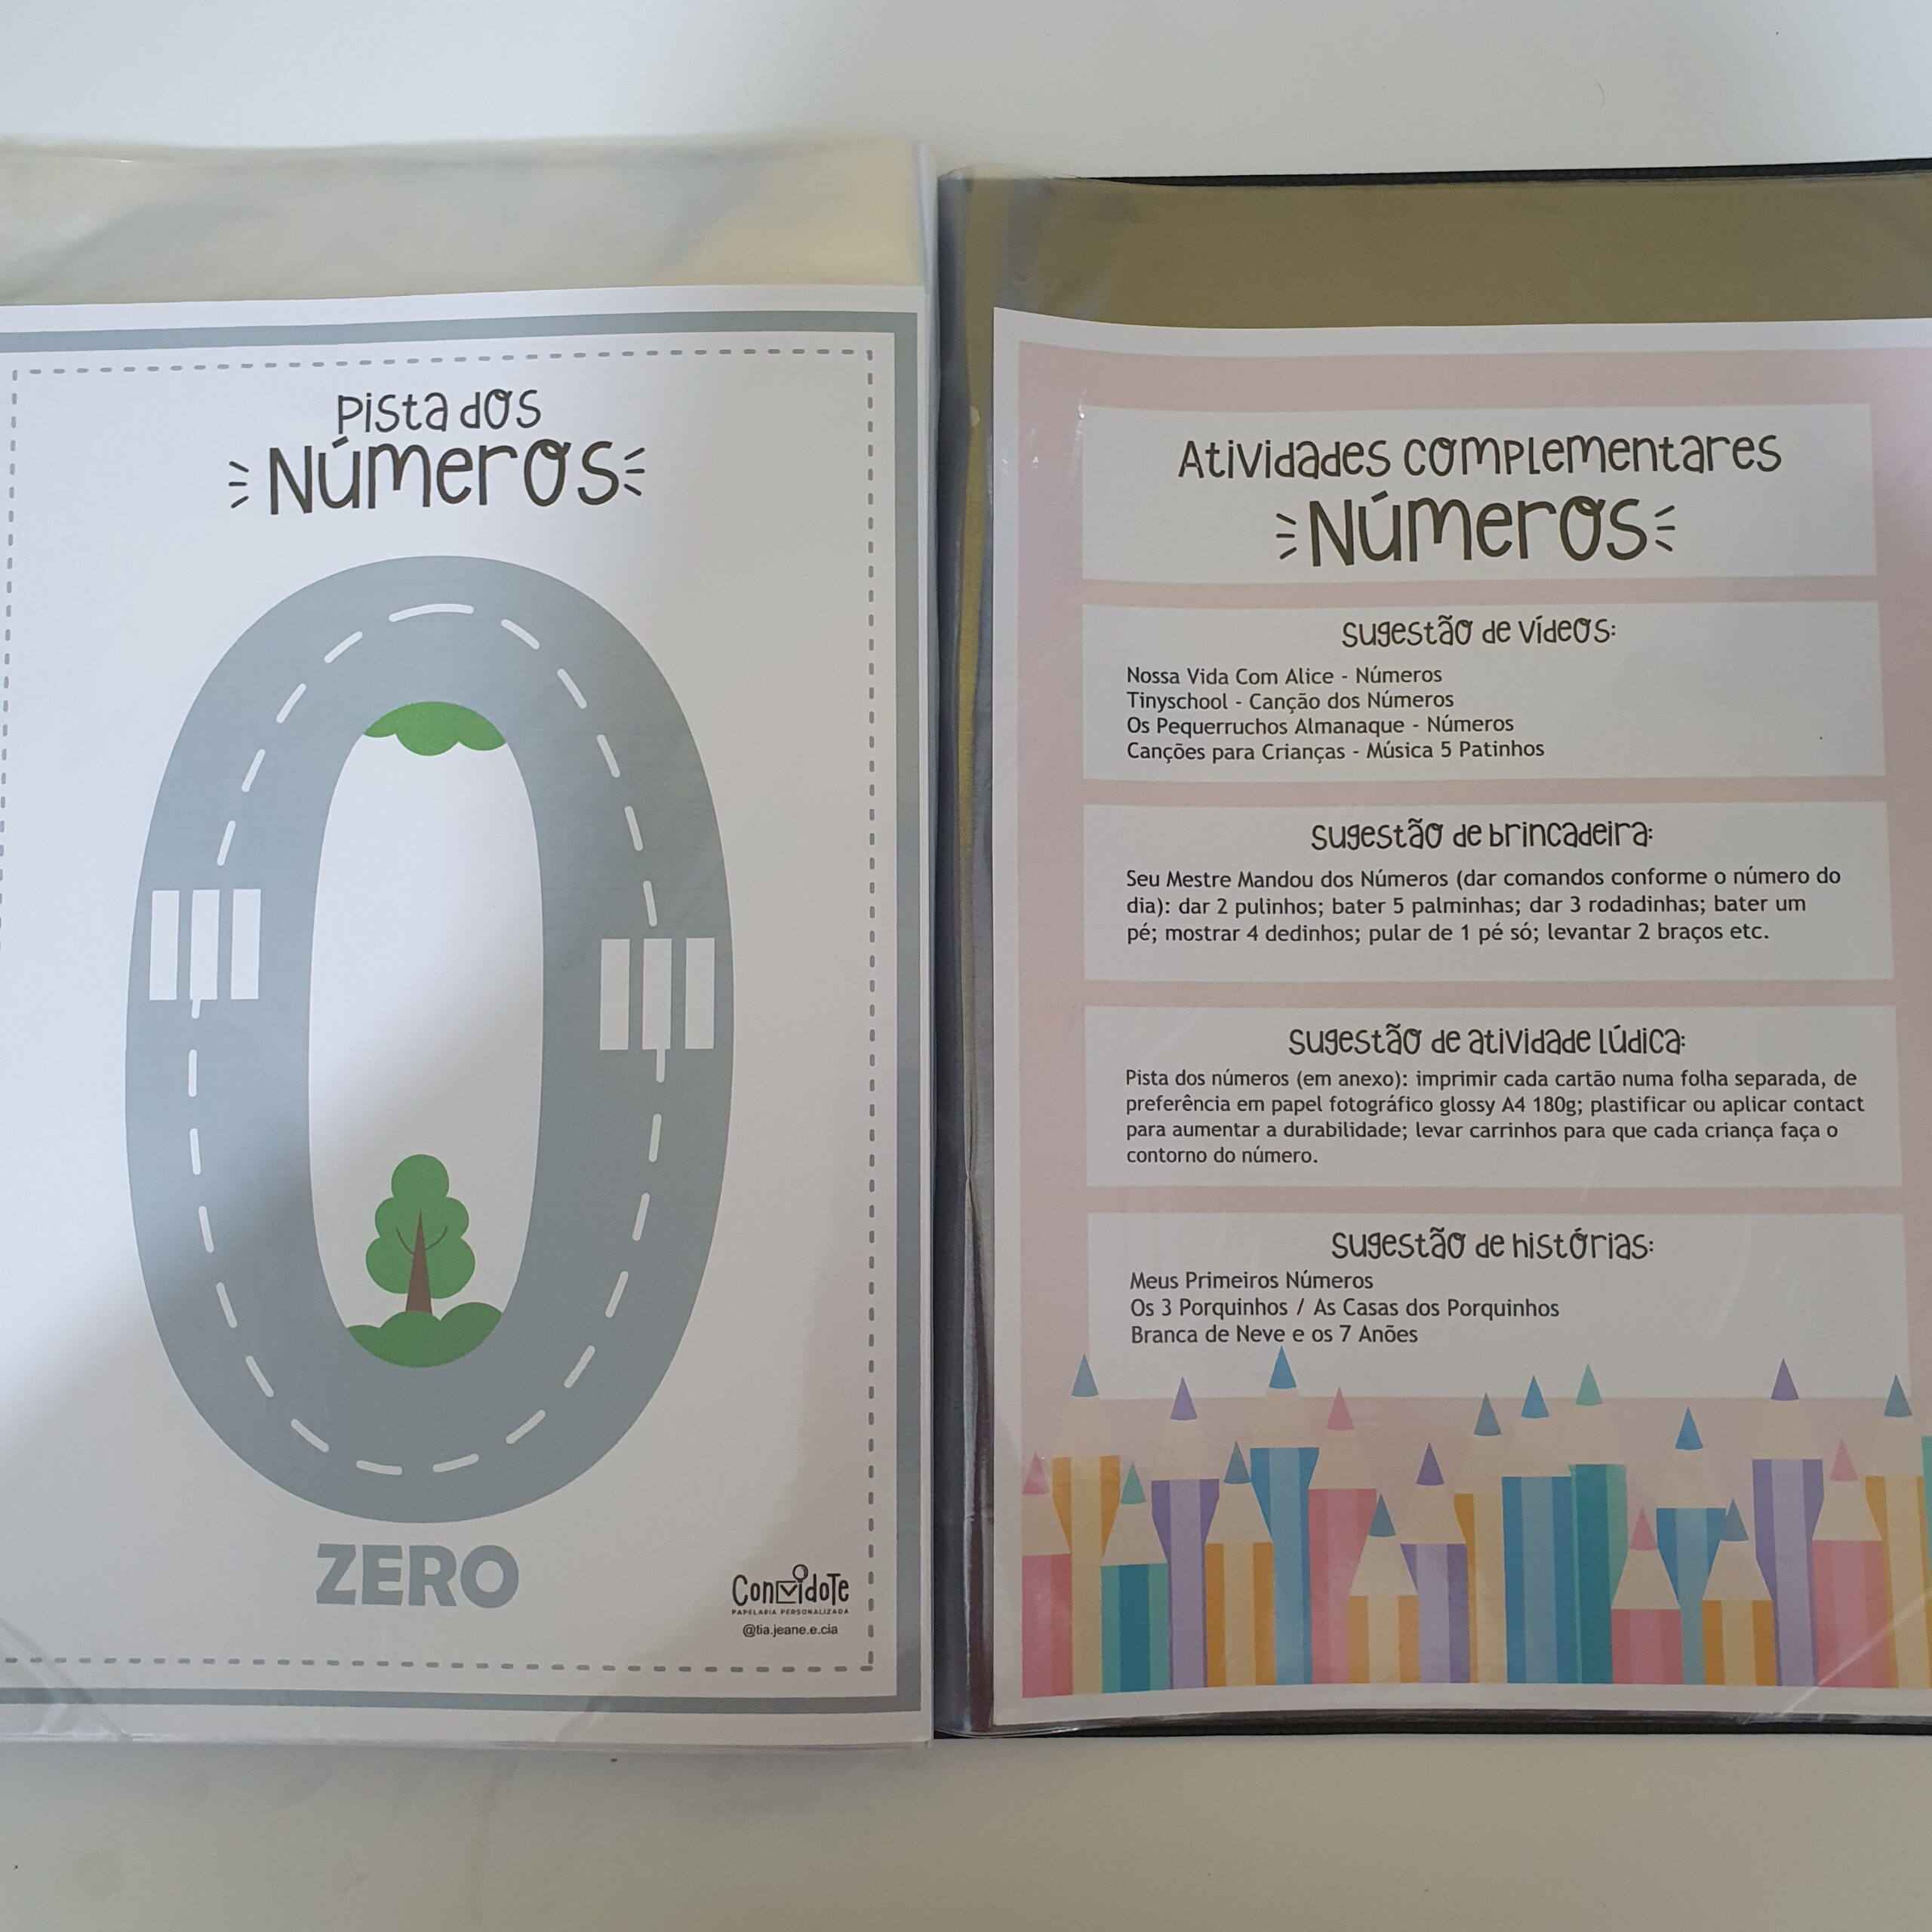 Pista dos
Números
ZERO
Convidote
PAPELARIA PERSONALIZADA
@tia.jeane.e.cia
Atividades complementares
Números
Sugestão de vídeos:
Nossa Vida Com Alice - Números
Tinyschool - Canção dos Números
Os Pequerruchos Almanaque - Números
Canções para Crianças - Música 5 Patinhos
Sugestão de brincadeira:
Seu Mestre Mandou dos Números (dar comandos conforme o número do
dia): dar 2 pulinhos; bater 5 palminhas; dar 3 rodadinhas; bater um
pé; mostrar 4 dedinhos; pular de 1 pé só; levantar 2 braços etc.
Sugestão de atividade lúdica:
Pista dos números (em anexo): imprimir cada cartão numa folha separada, de
preferência em papel fotográfico glossy A4 180g; plastificar ou aplicar contact
para aumentar a durabilidade; levar carrinhos para que cada criança faça o
contorno do número.
Sugestão de histórias:
Meus Primeiros Números
Os 3 Porquinhos / As Casas dos Porquinhos
Branca de Neve e os 7 Anões